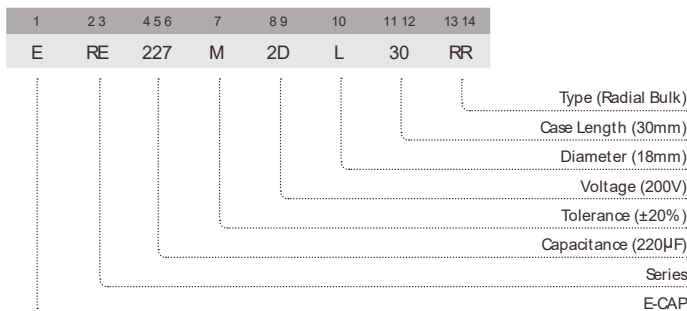 1 2 3 4 5 6 7 8 9 10 11 12 13 14
E RE 227 M 2D L 30 RR
Type (Radial Bulk)
Case Length (30mm)
Diameter (18mm)
Voltage (200V)
Tolerance (±20%)
Capacitance (220μF)
Series
E-CAP